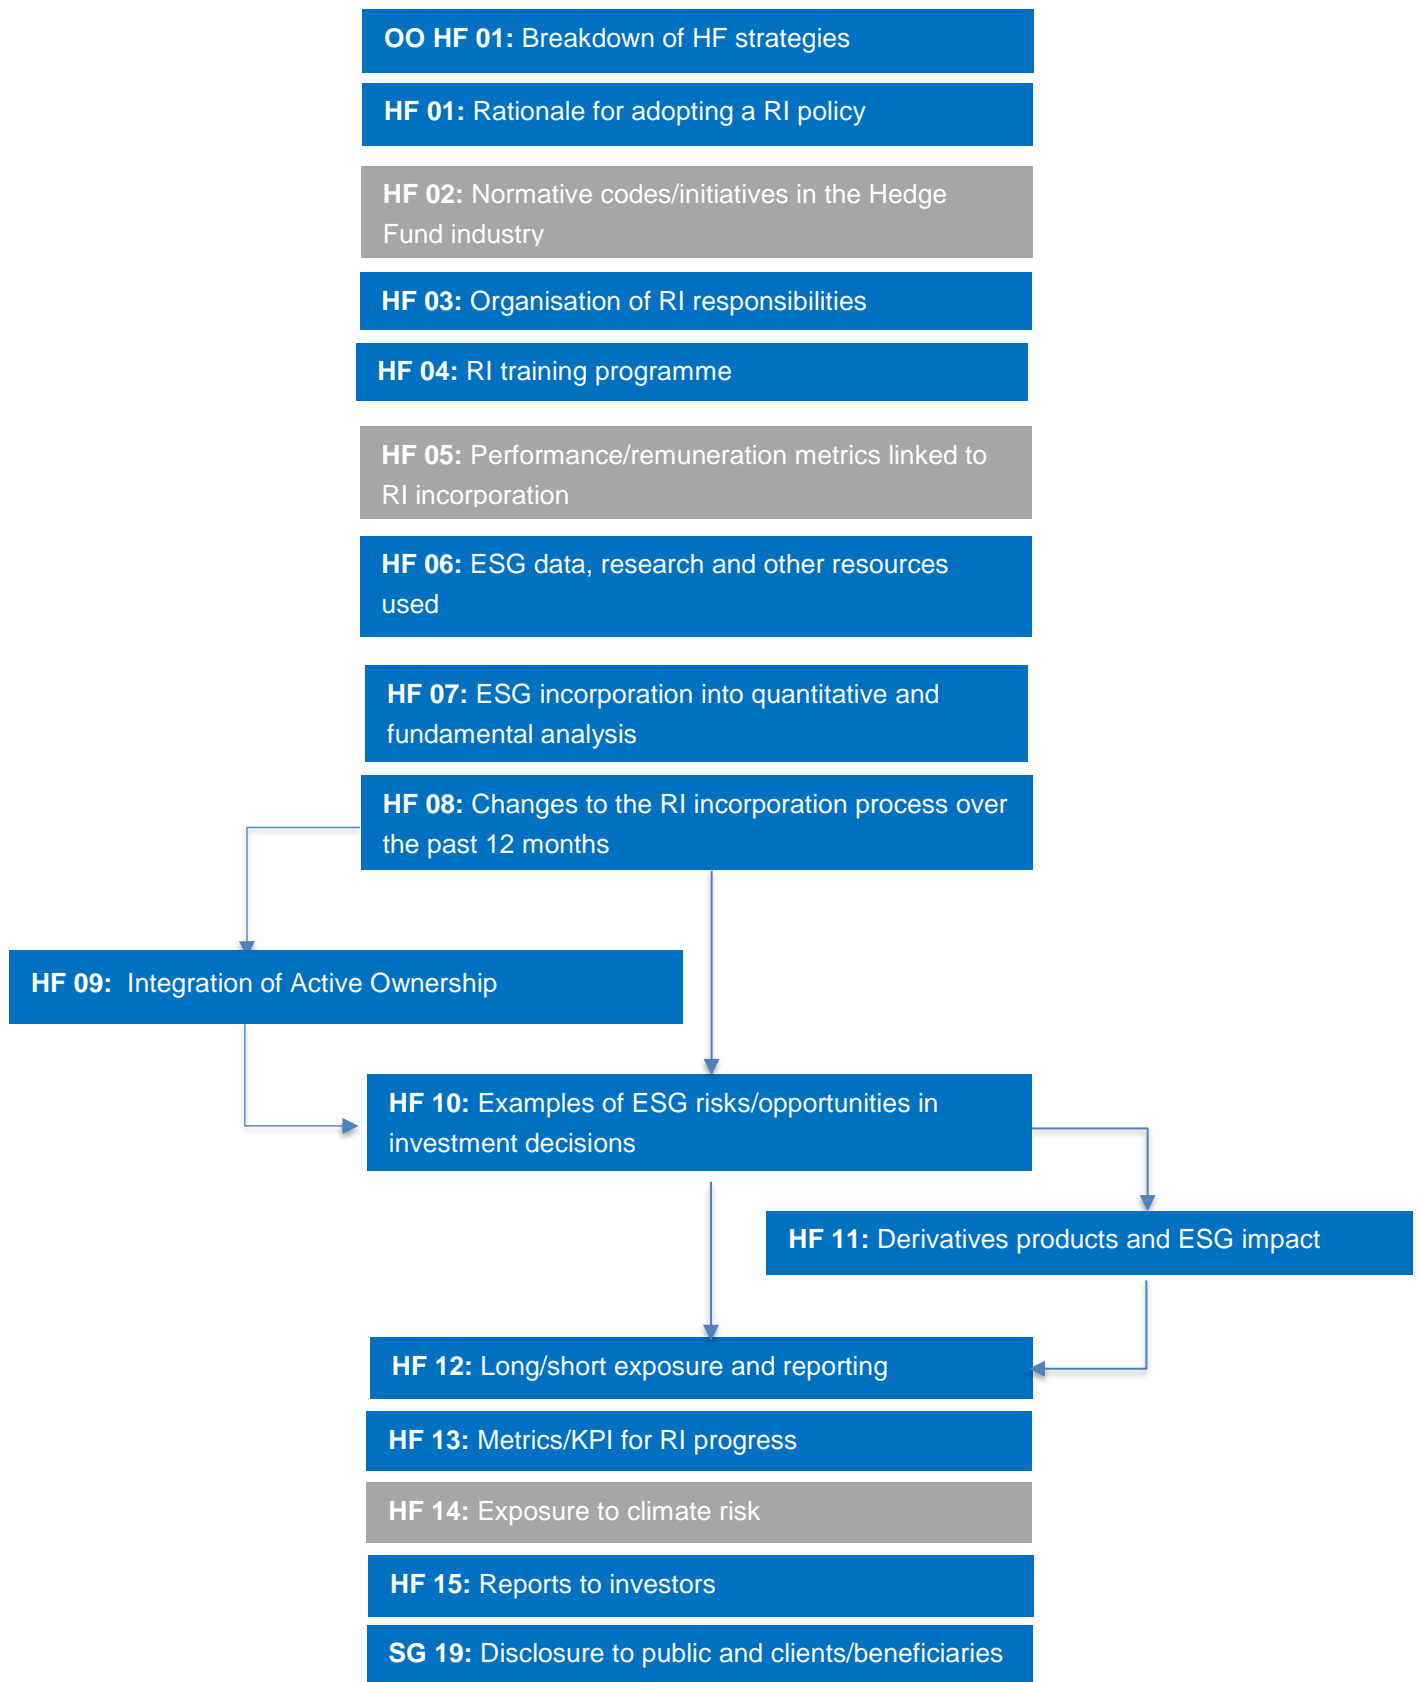 OO HF 01: Breakdown of HF strategies
HF 01: Rationale for adopting a RI policy
HF 02: Normative codes/initiatives in the Hedge
Fund industry
HF 03: Organisation of RI responsibilities
HF 04: RI training programme
HF 05: Performance/remuneration metrics linked to
RI incorporation
HF 06: ESG data, research and other resources
used
HF 07: ESG incorporation into quantitative and
fundamental analysis
HF 08: Changes to the RI incorporation process over
the past 12 months
HF 09: Integration of Active Ownership
HF 10: Examples of ESG risks/opportunities in
investment decisions
HF 11: Derivatives products and ESG impact
HF 12: Long/short exposure and reporting
HF 13: Metrics/KPI for RI progress
HF 14: Exposure to climate risk
HF 15: Reports to investors
SG 19: Disclosure to public and clients/beneficiaries